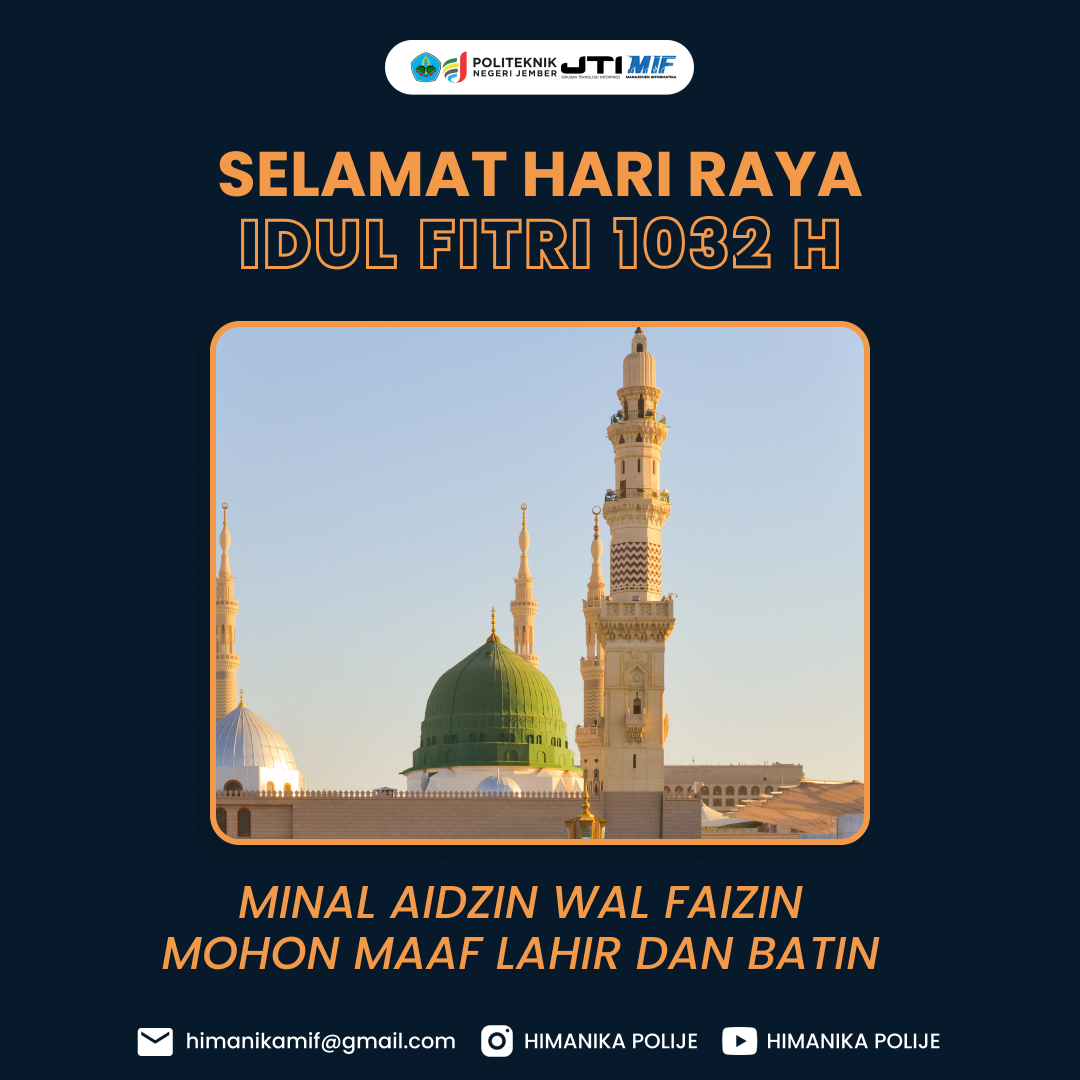 POLITEKNIK
NEGERI JEMBER
JTI
JURUSAN TEKNOLOGI INFORMASI
MIF
MANAJEMEN INFORMATIKA
SELAMAT HARI RAYA
IDUL FITRI 1032 H
MINAL AIDZIN WAL FAIZIN
MOHON MAAF LAHIR DAN BATIN
himanikamif@gmail.com
HIMANIKA POLIJE
HIMANIKA POLIJE